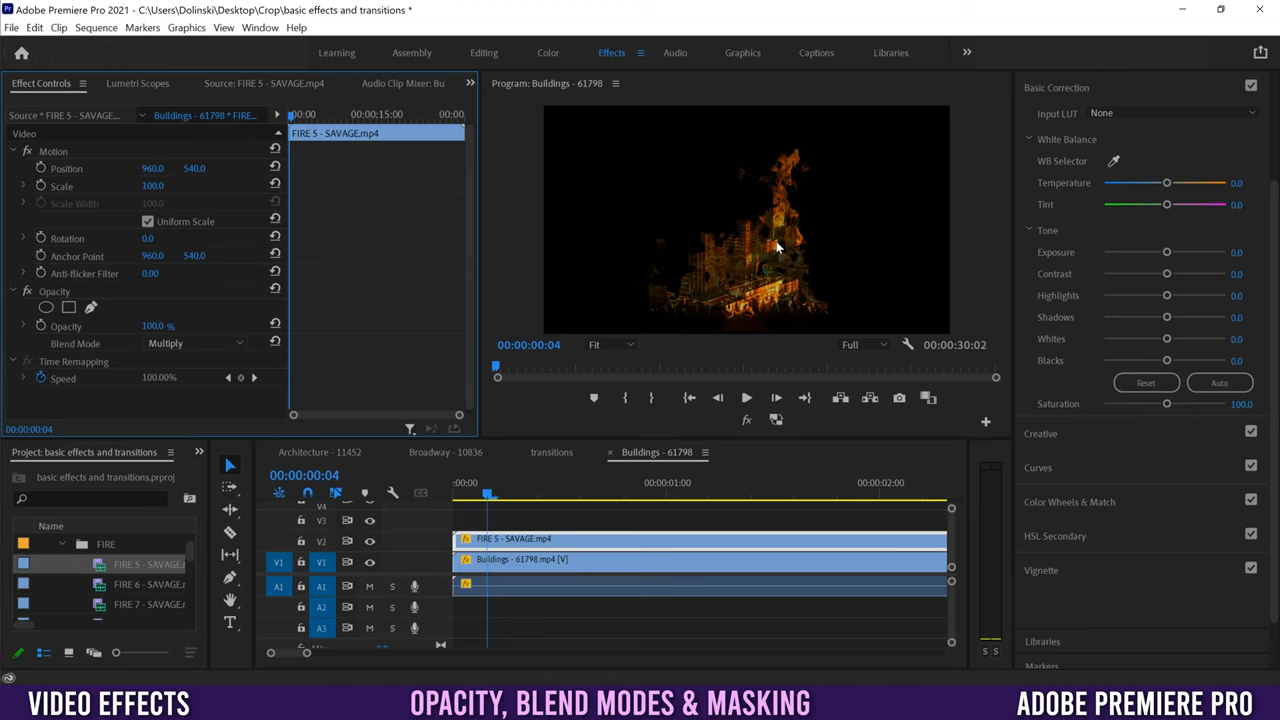 Adobe Premiere Pro 2021 - C:\Users\Dolinski\Desktop\Crop\basic effects and transitions *
File Edit Clip Sequence Markers Graphics View Window Help
Learning Assembly Editing Color Effects Audio Graphics Captions Libraries
Effect Controls Lumetri Scopes Source: FIRE 5 - SAVAGE.mp4 Audio Clip Mixer: Bu
Program: Buildings - 61798
Basic Correction
Source * FIRE 5 - SAVAGE.... Buildings - 61798 * FIRE... :00:00 00:00:15:00 00:00
Input LUT None
Video FIRE 5 - SAVAGE.mp4
Motion
White Balance
Position 960.0 540.0
WB Selector
Scale 100.0
Temperature 0.0
Scale Width 100.0
Tint 0.0
Uniform Scale
Tone
Rotation 0.0
Exposure 0.0
Anchor Point 960.0 540.0
Contrast 0.0
Anti-flicker Filter 0.00
Highlights 0.0
Opacity
Shadows 0.0
Opacity 100.0 %
Whites 0.0
Blend Mode Multiply
00:00:00:04 Fit Full 00:00:30:02
Time Remapping
Blacks 0.0
Speed 100.00%
Reset Auto
Saturation 100.0
00:00:00:04
Creative
Project: basic effects and transitions
Architecture - 11452 Broadway - 10836 transitions × Buildings - 61798
Curves
basic effects and transitions.prproj
00:00:00:04 :00:00 00:00:01:00 00:00:02:00
Color Wheels & Match
Name
V4
V3
HSL Secondary
FIRE
V2 FIRE 5 - SAVAGE.mp4
FIRE 5 - SAVAGE.r
V1 V1 Buildings - 61798.mp4 [V]
Vignette
FIRE 6 - SAVAGE.r
A1 A1 M S
FIRE 7 - SAVAGE.r
A2 M S
A3 M S
Libraries
S S
Markers
VIDEO EFFECTS OPACITY, BLEND MODES & MASKING ADOBE PREMIERE PRO